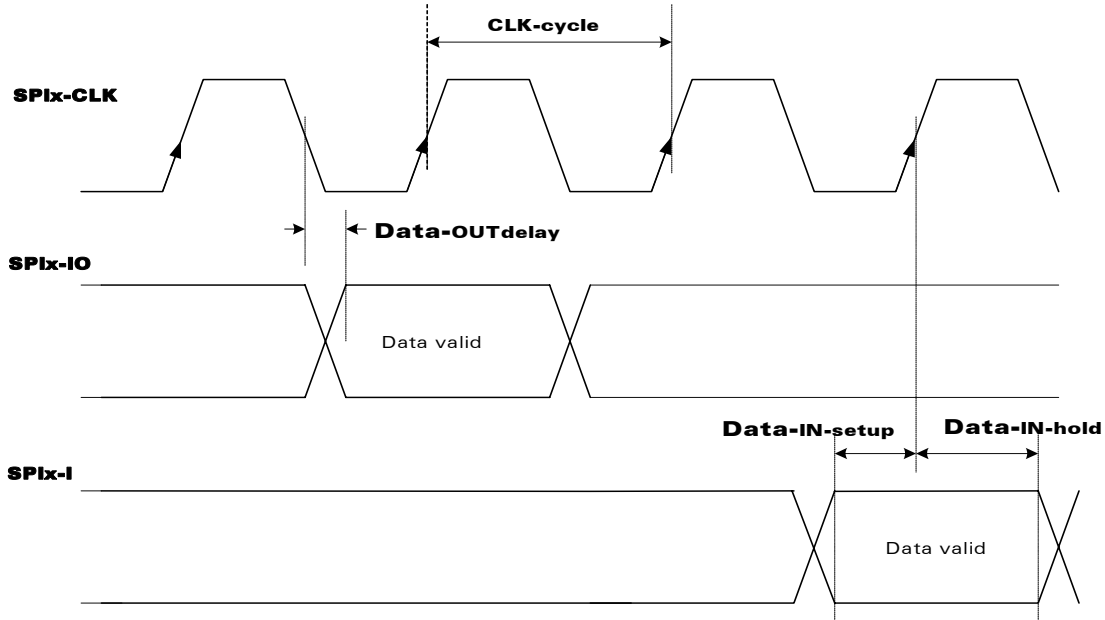 CLK-cycle
SPIx-CLK
Data-OUTdelay
SPIx-IO
Data valid
Data-IN-setup
Data-IN-hold
SPIx-I
Data valid